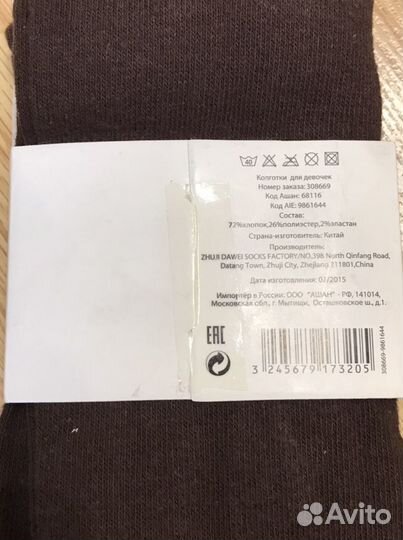 40
Колготки для девочек
Номер заказа: 308669
Код Ашан: 68116
Код AIE: 9861644
Состав:
72%хлопок,26%полиэстер,2%эластан
Страна-изготовитель: Китай
Производитель:
ZHUJI DAWEI SOCKS FACTORY/NO,398 North Qinfang Road,
Datang Town, Zhuji City, Zhejiang 311801,China
Дата изготовления: 07/2015
Импортёр в России: ООО "АШАН" - РФ, 141014,
Московская обл., г. Мытищи, Осташковское ш.,д.1.
EAC
3 245679 173205
308669-9861644
Avito